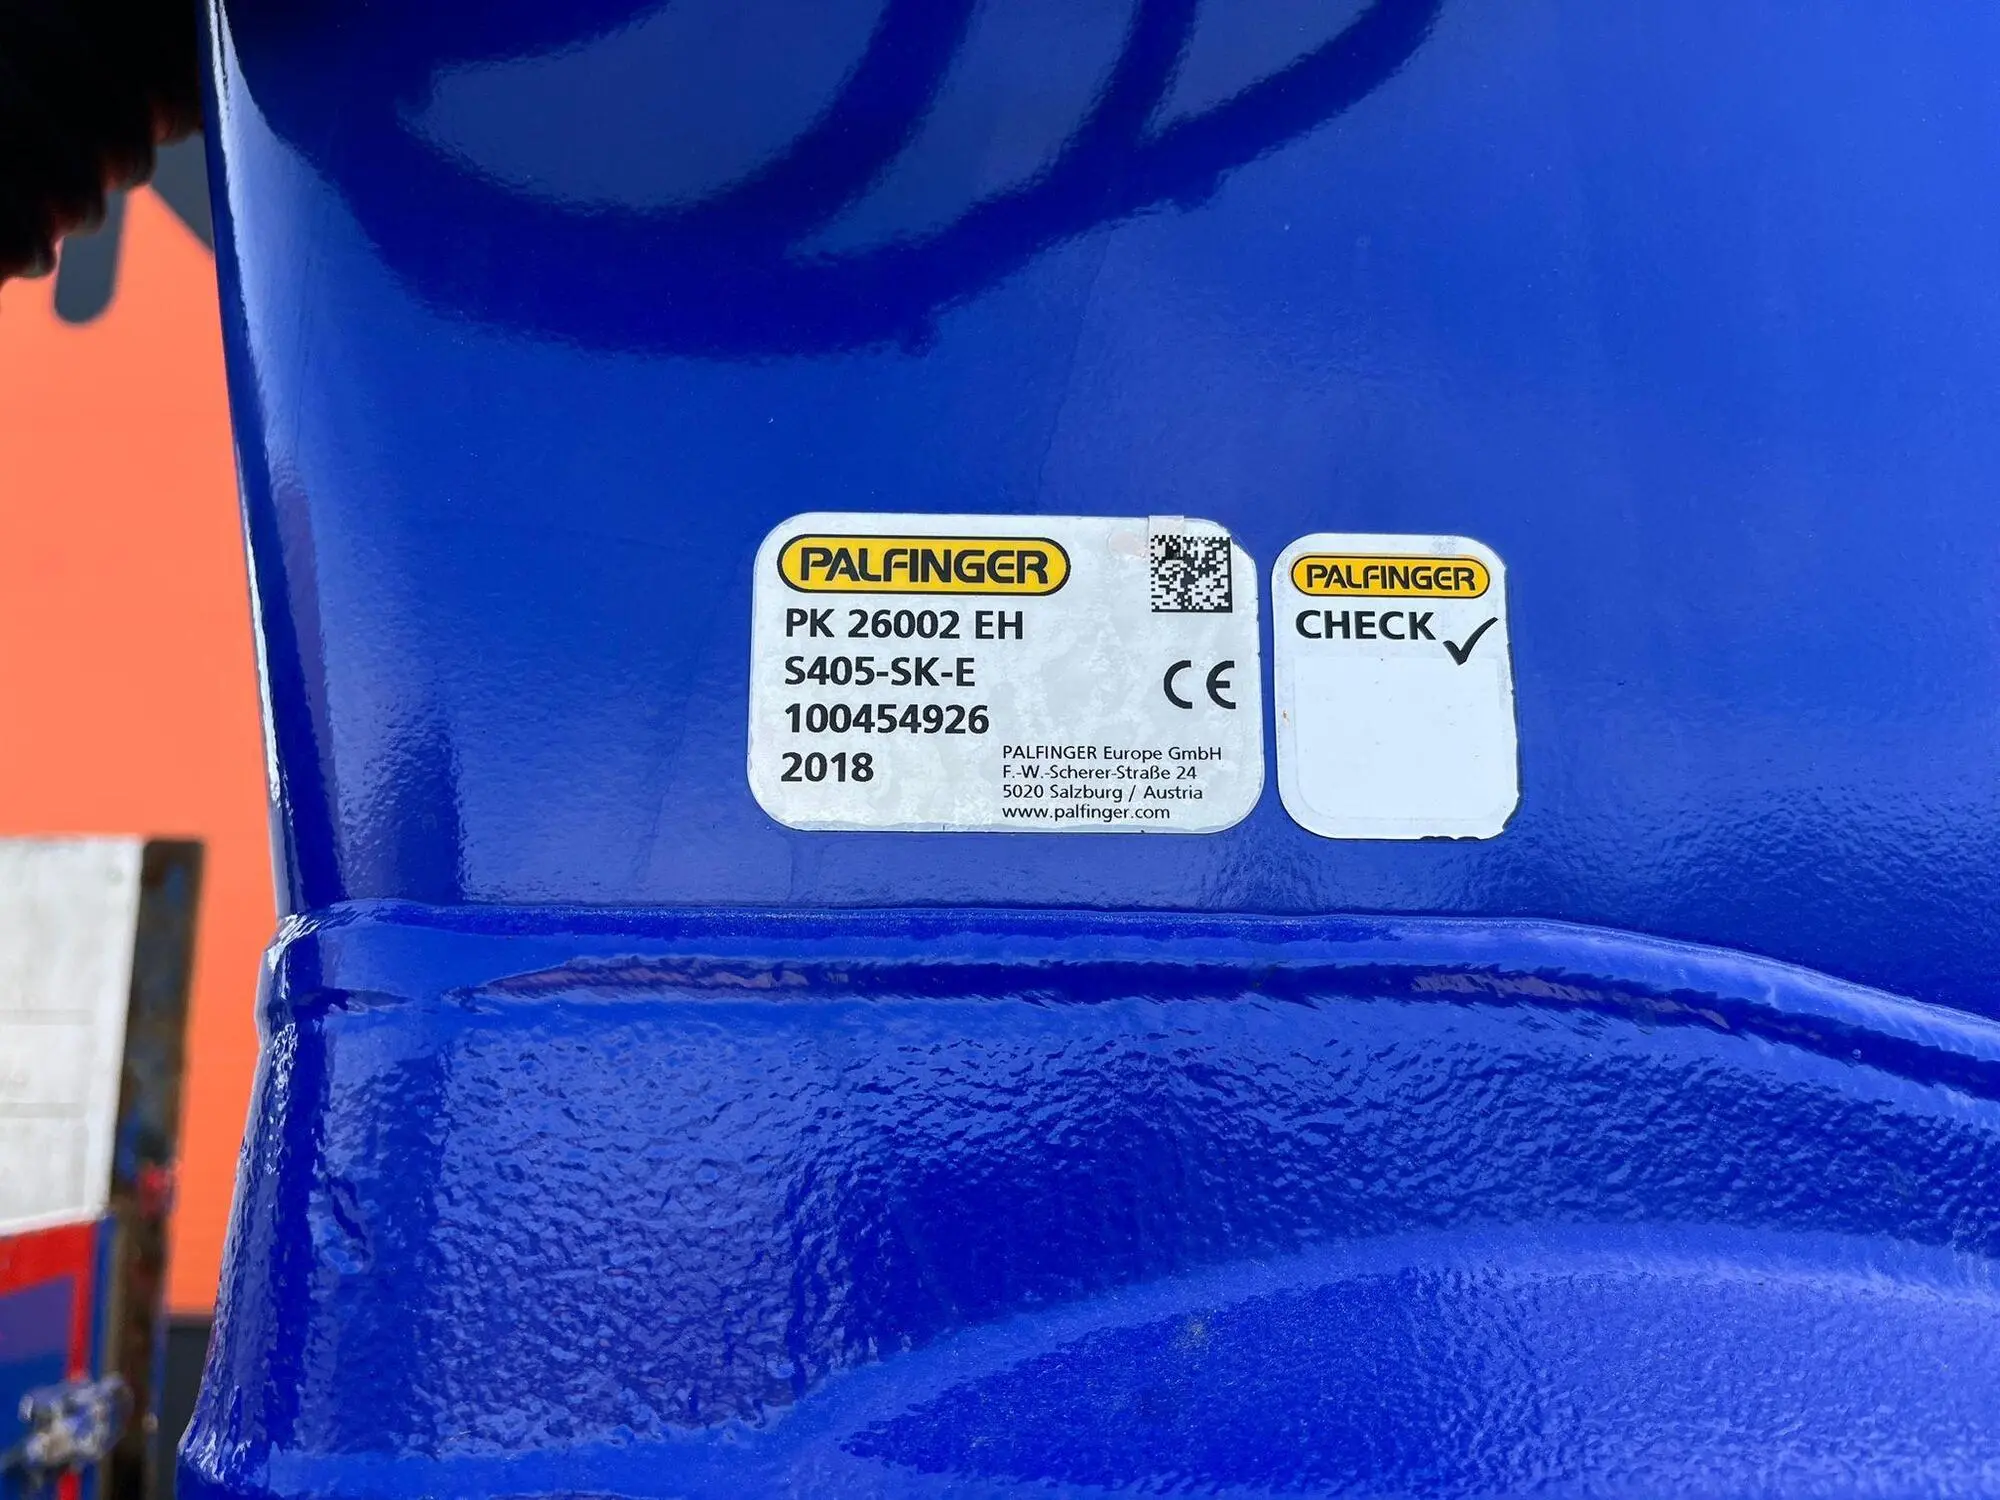 PALFINGER
PK 26002 EH
S405-SK-E
100454926
2018
CE
PALFINGER Europe GmbH
F.-W.-Scherer-Straße 24
5020 Salzburg / Austria
www.palfinger.com
PALFINGER
CHECK